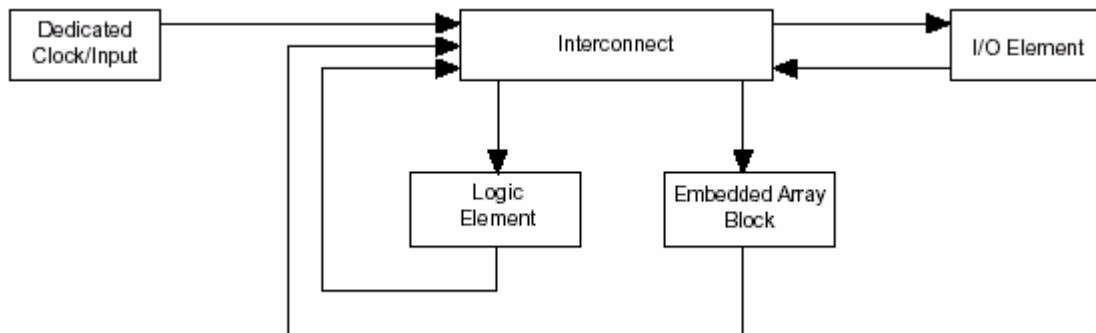 Dedicated
Clock/Input
Interconnect
I/O Element
Logic
Element
Embedded Array
Block